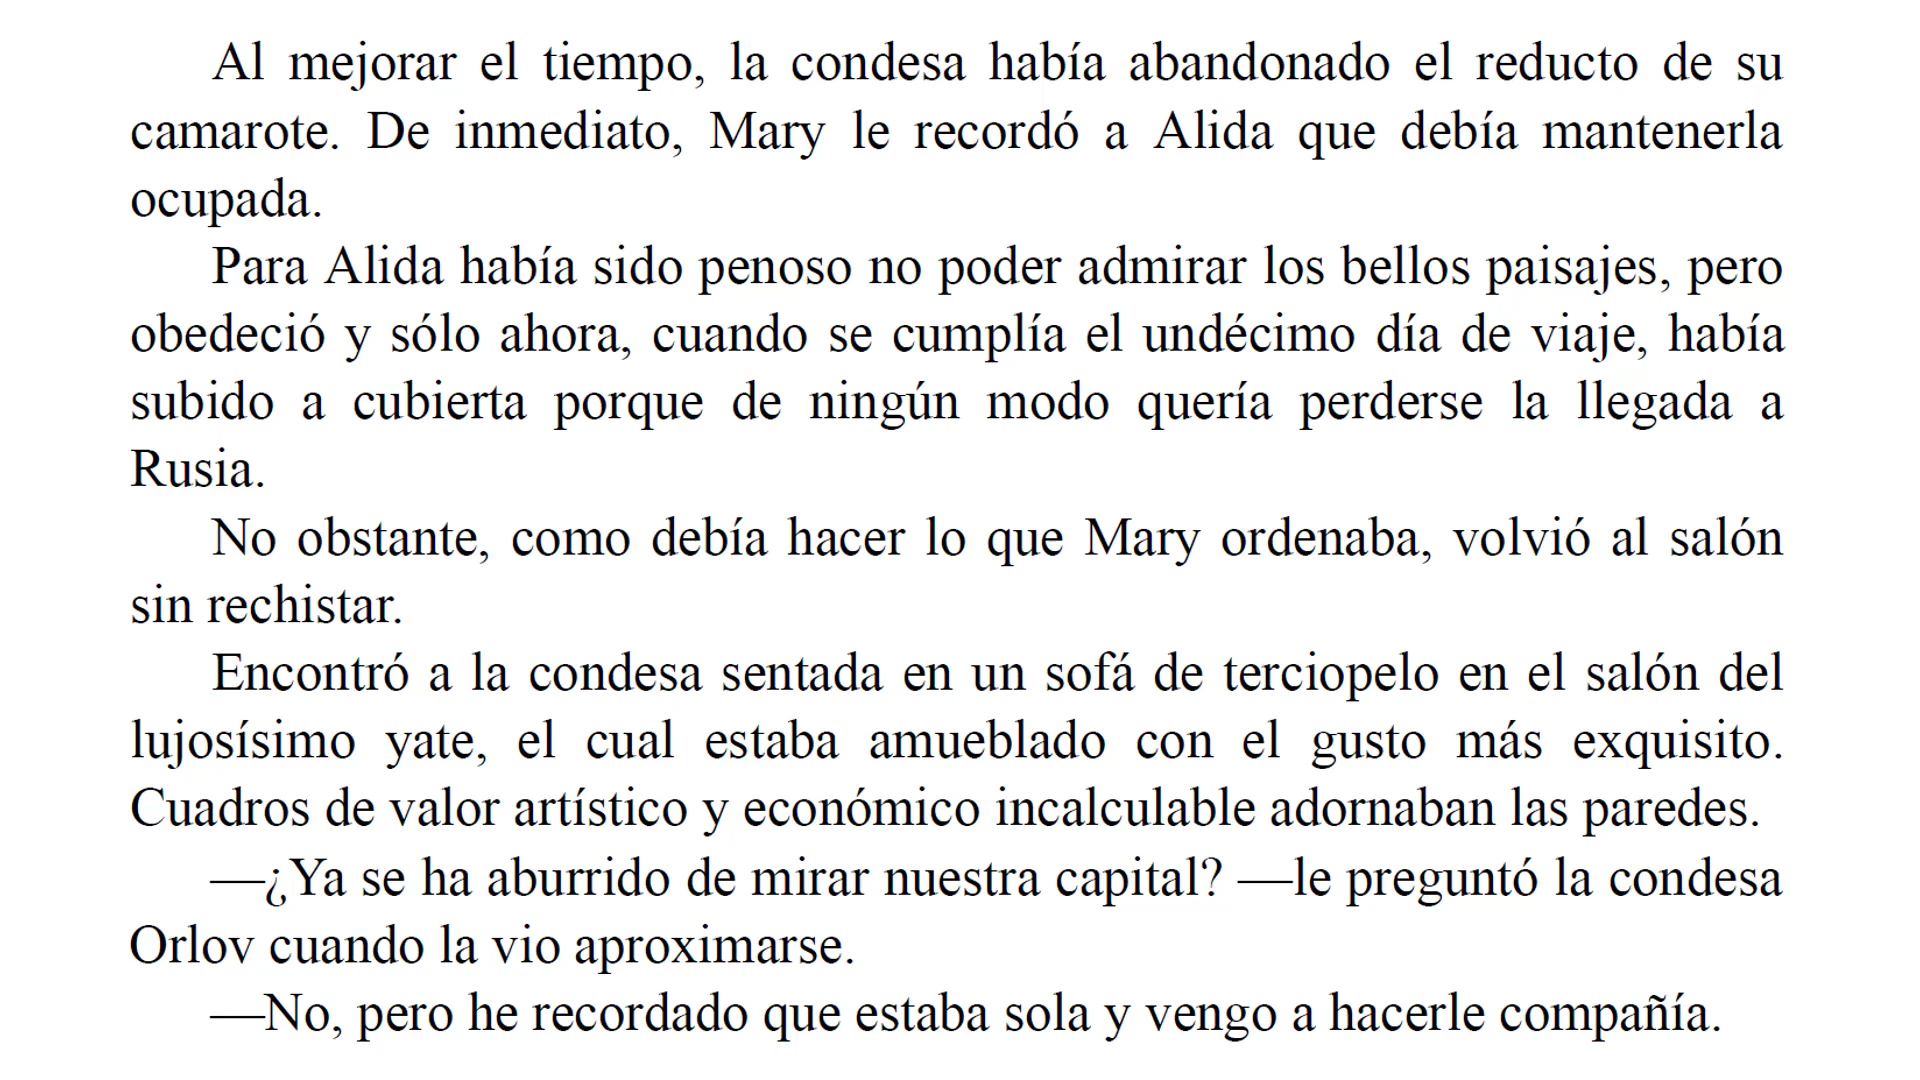 Al mejorar el tiempo, la condesa había abandonado el reducto de su
camarote. De inmediato, Mary le recordó a Alida que debía mantenerla
ocupada.
Para Alida había sido penoso no poder admirar los bellos paisajes, pero
obedeció y sólo ahora, cuando se cumplía el undécimo día de viaje, había
subido a cubierta porque de ningún modo quería perderse la llegada a
Rusia.
No obstante, como debía hacer lo que Mary ordenaba, volvió al salón
sin rechistar.
Encontró a la condesa sentada en un sofá de terciopelo en el salón del
lujosísimo yate, el cual estaba amueblado con el gusto más exquisito.
Cuadros de valor artístico y económico incalculable adornaban las paredes.
—¿Ya se ha aburrido de mirar nuestra capital? —le preguntó la condesa
Orlov cuando la vio aproximarse.
—No, pero he recordado que estaba sola y vengo a hacerle compañía.